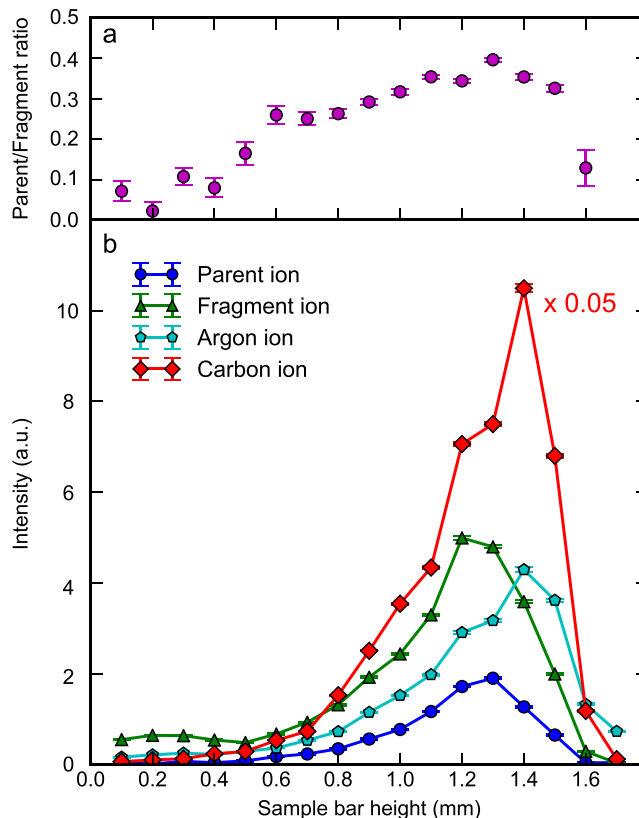 a
0.5
0.4
0.3
0.2
0.1
0.0
Parent/Fragment ratio
b
Parent ion
Fragment ion
Argon ion
Carbon ion
x 0.05
10
8
6
4
2
0
Intensity (a.u.)
0.0 0.2 0.4 0.6 0.8 1.0 1.2 1.4 1.6
Sample bar height (mm)